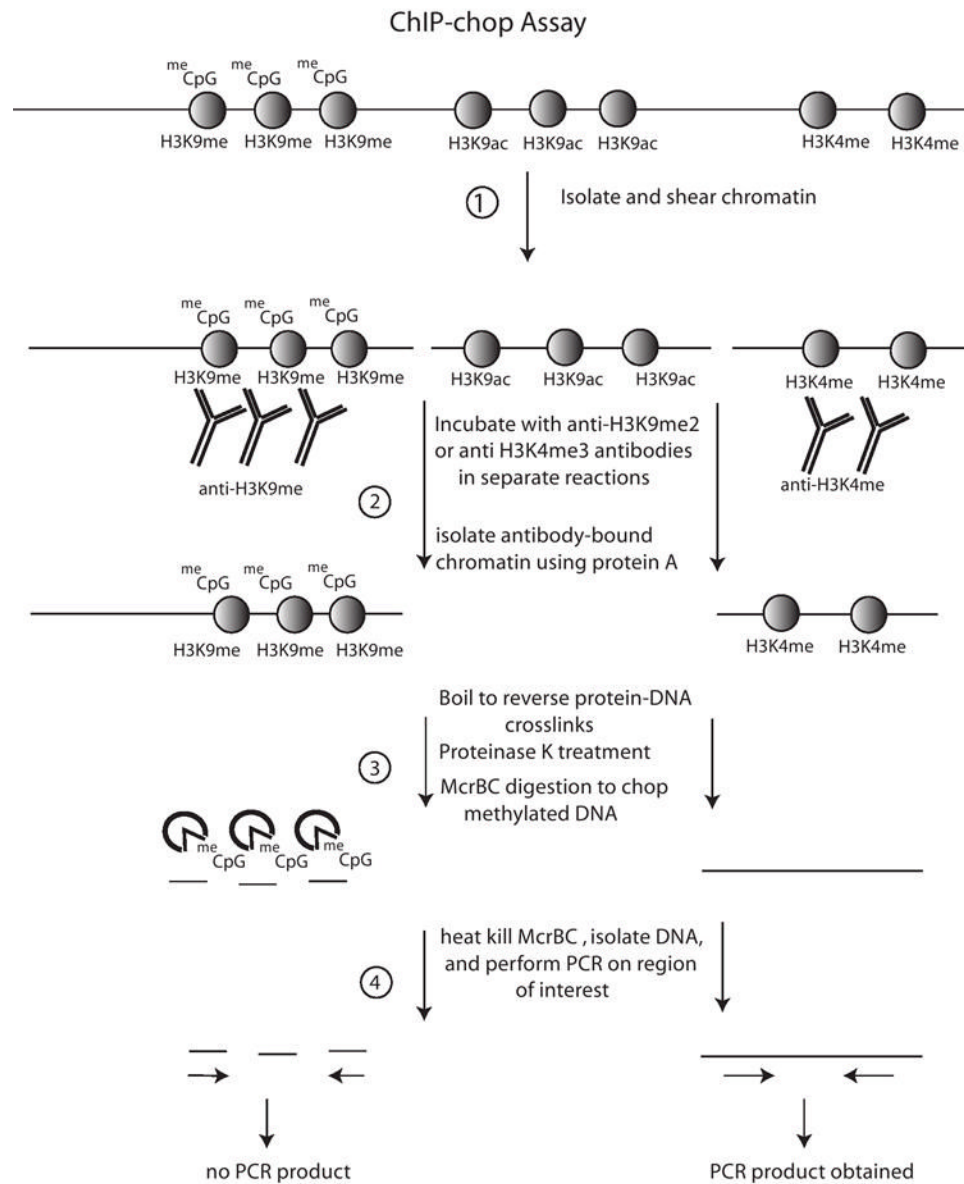 ChIP-chop Assay
me CpG me CpG me CpG
H3K9me H3K9me H3K9me H3K9ac H3K9ac H3K9ac H3K4me H3K4me
1
Isolate and shear chromatin
me CpG me CpG me CpG
H3K9me H3K9me H3K9me H3K9ac H3K9ac H3K9ac H3K4me H3K4me
anti-H3K9me
2
Incubate with anti-H3K9me2
or anti H3K4me3 antibodies
in separate reactions
isolate antibody-bound
chromatin using protein A
anti-H3K4me
me CpG me CpG me CpG
H3K9me H3K9me H3K9me H3K4me H3K4me
3
Boil to reverse protein-DNA
crosslinks
Proteinase K treatment
McrBC digestion to chop
methylated DNA
me CpG me CpG me CpG
4
heat kill McrBC , isolate DNA,
and perform PCR on region
of interest
no PCR product
PCR product obtained